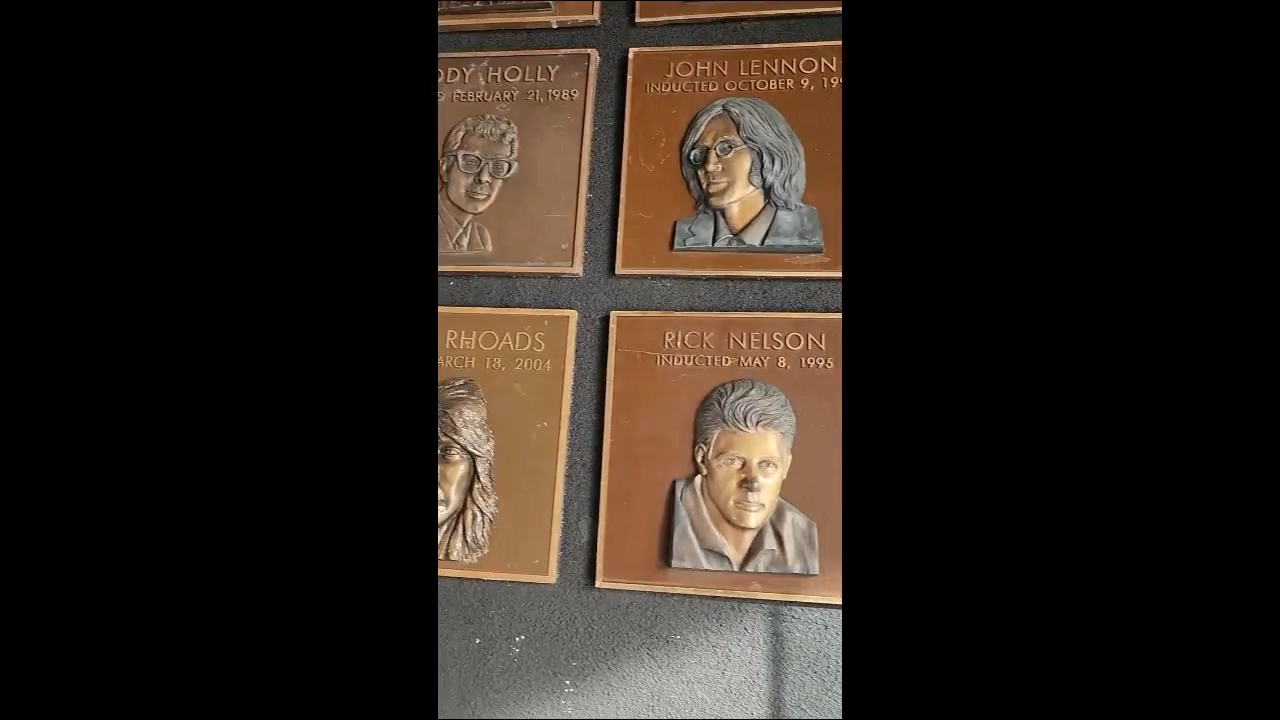 DDY HOLLY
D FEBRUARY 21, 1989
JOHN LENNON
INDUCTED OCTOBER 9, 199
RHOADS
ARCH 18, 2004
RICK NELSON
INDUCTED MAY 8, 1995